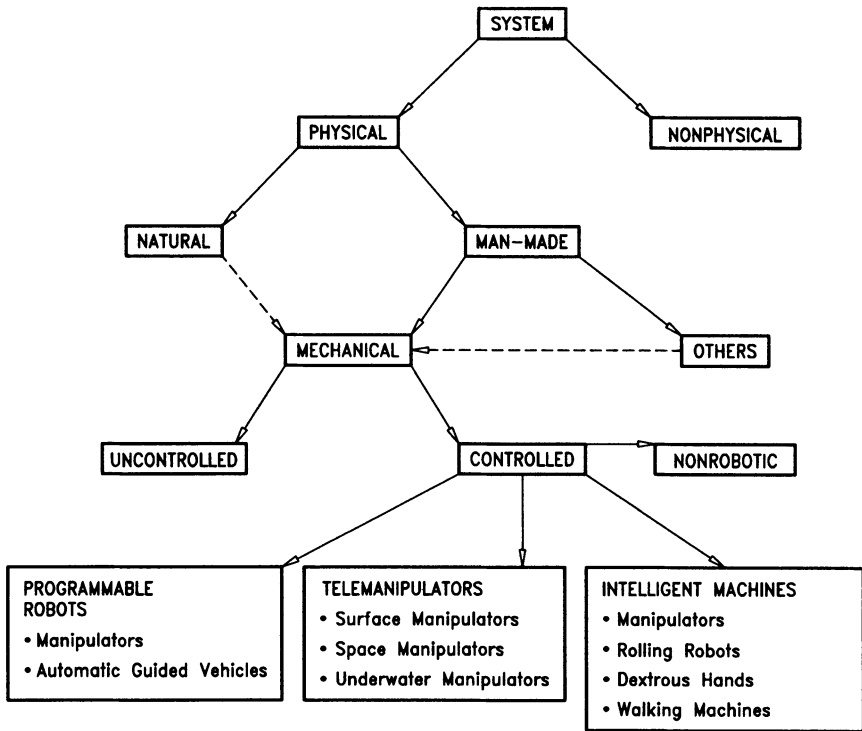 SYSTEM
PHYSICAL
NONPHYSICAL
NATURAL
MAN-MADE
MECHANICAL
OTHERS
UNCONTROLLED
CONTROLLED
NONROBOTIC
PROGRAMMABLE
ROBOTS
• Manipulators
• Automatic Guided Vehicles
TELEMANIPULATORS
• Surface Manipulators
• Space Manipulators
• Underwater Manipulators
INTELLIGENT MACHINES
• Manipulators
• Rolling Robots
• Dextrous Hands
• Walking Machines